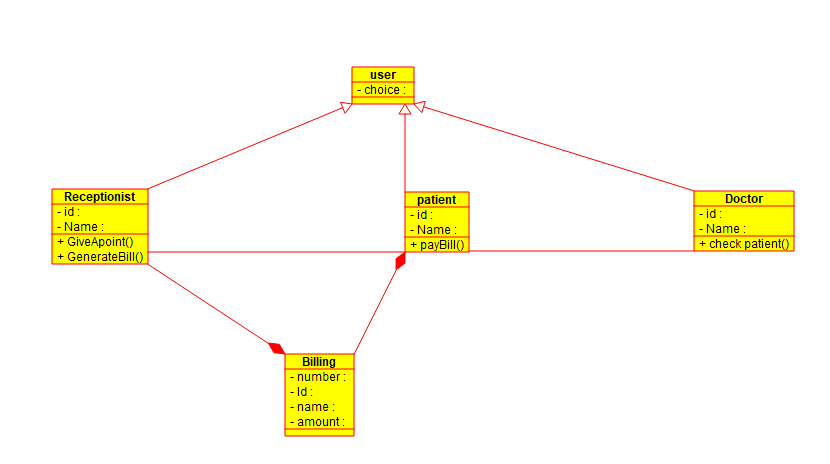 user
- choice :
Receptionist
- id :
- Name :
+ GiveApoint()
+ GenerateBill()
patient
- id :
- Name :
+ payBill()
Doctor
- id :
- Name :
+ check patient()
Billing
- number :
- Id :
- name :
- amount :